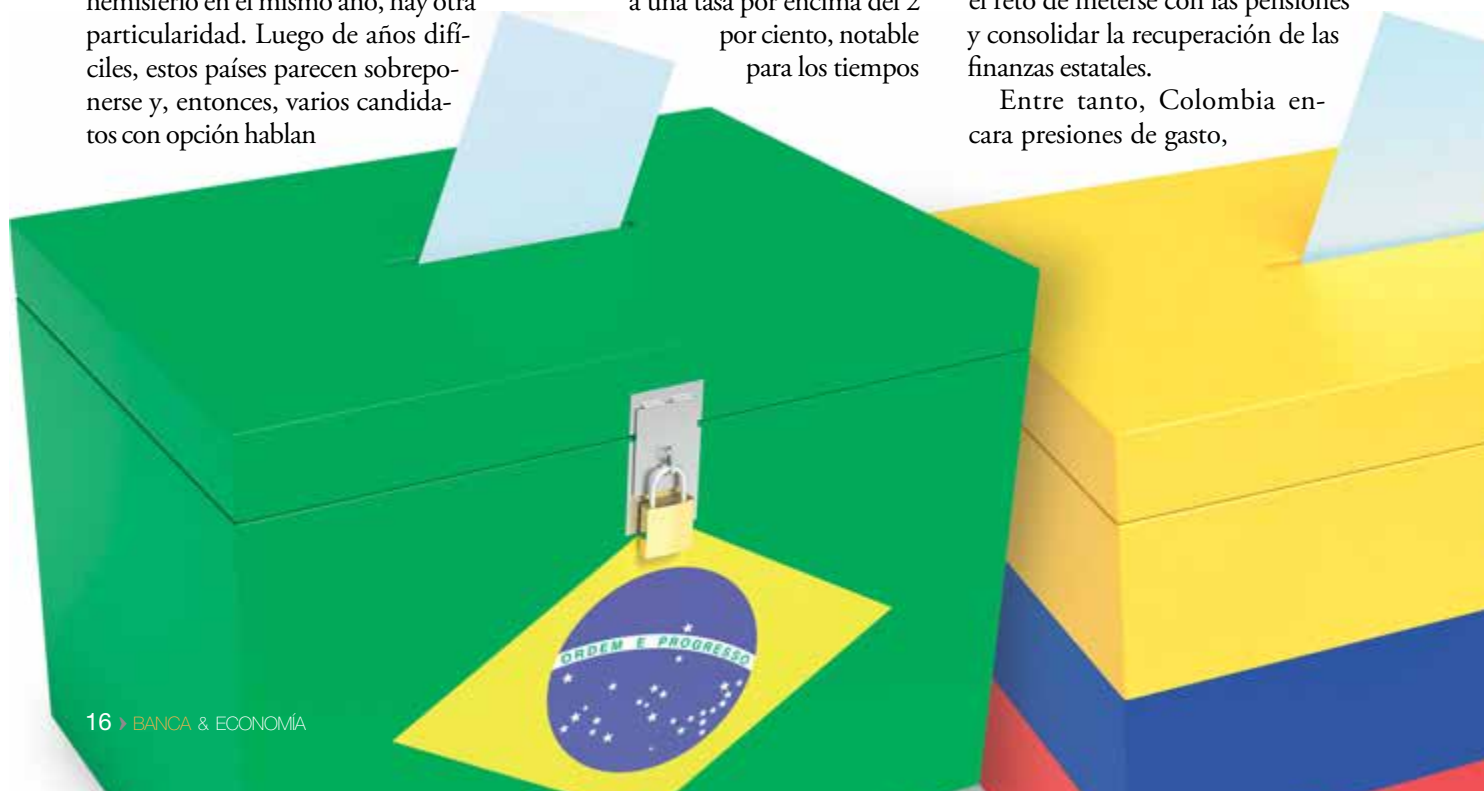 hemisferio en el mismo año, hay otra
particularidad. Luego de años difí-
ciles, estos países parecen sobrepo-
nerse y, entonces, varios candida-
tos con opción hablan
a una tasa por encima del 2
por ciento, notable
para los tiempos
el reto de meterse con las pensiones
y consolidar la recuperación de las
finanzas estatales.
Entre tanto, Colombia en-
cara presiones de gasto,
ORDEM E PROGRESSO
16 › BANCA & ECONOMÍA